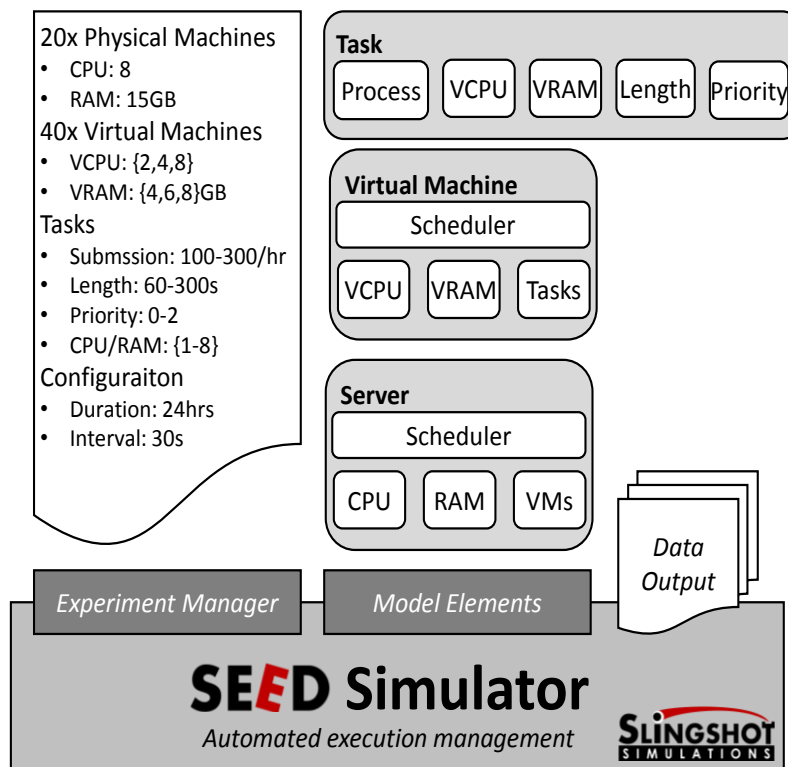 20x Physical Machines
• CPU: 8
• RAM: 15GB
40x Virtual Machines
• VCPU: {2,4,8}
• VRAM: {4,6,8}GB
Tasks
• Submssion: 100-300/hr
• Length: 60-300s
• Priority: 0-2
• CPU/RAM: {1-8}
Configuraiton
• Duration: 24hrs
• Interval: 30s
Task
Process VCPU VRAM Length Priority
Virtual Machine
Scheduler
VCPU VRAM Tasks
Server
Scheduler
CPU RAM VMs
Data
Output
Experiment Manager
Model Elements
SEED Simulator
Automated execution management
SLINGSHOT
SIMULATIONS